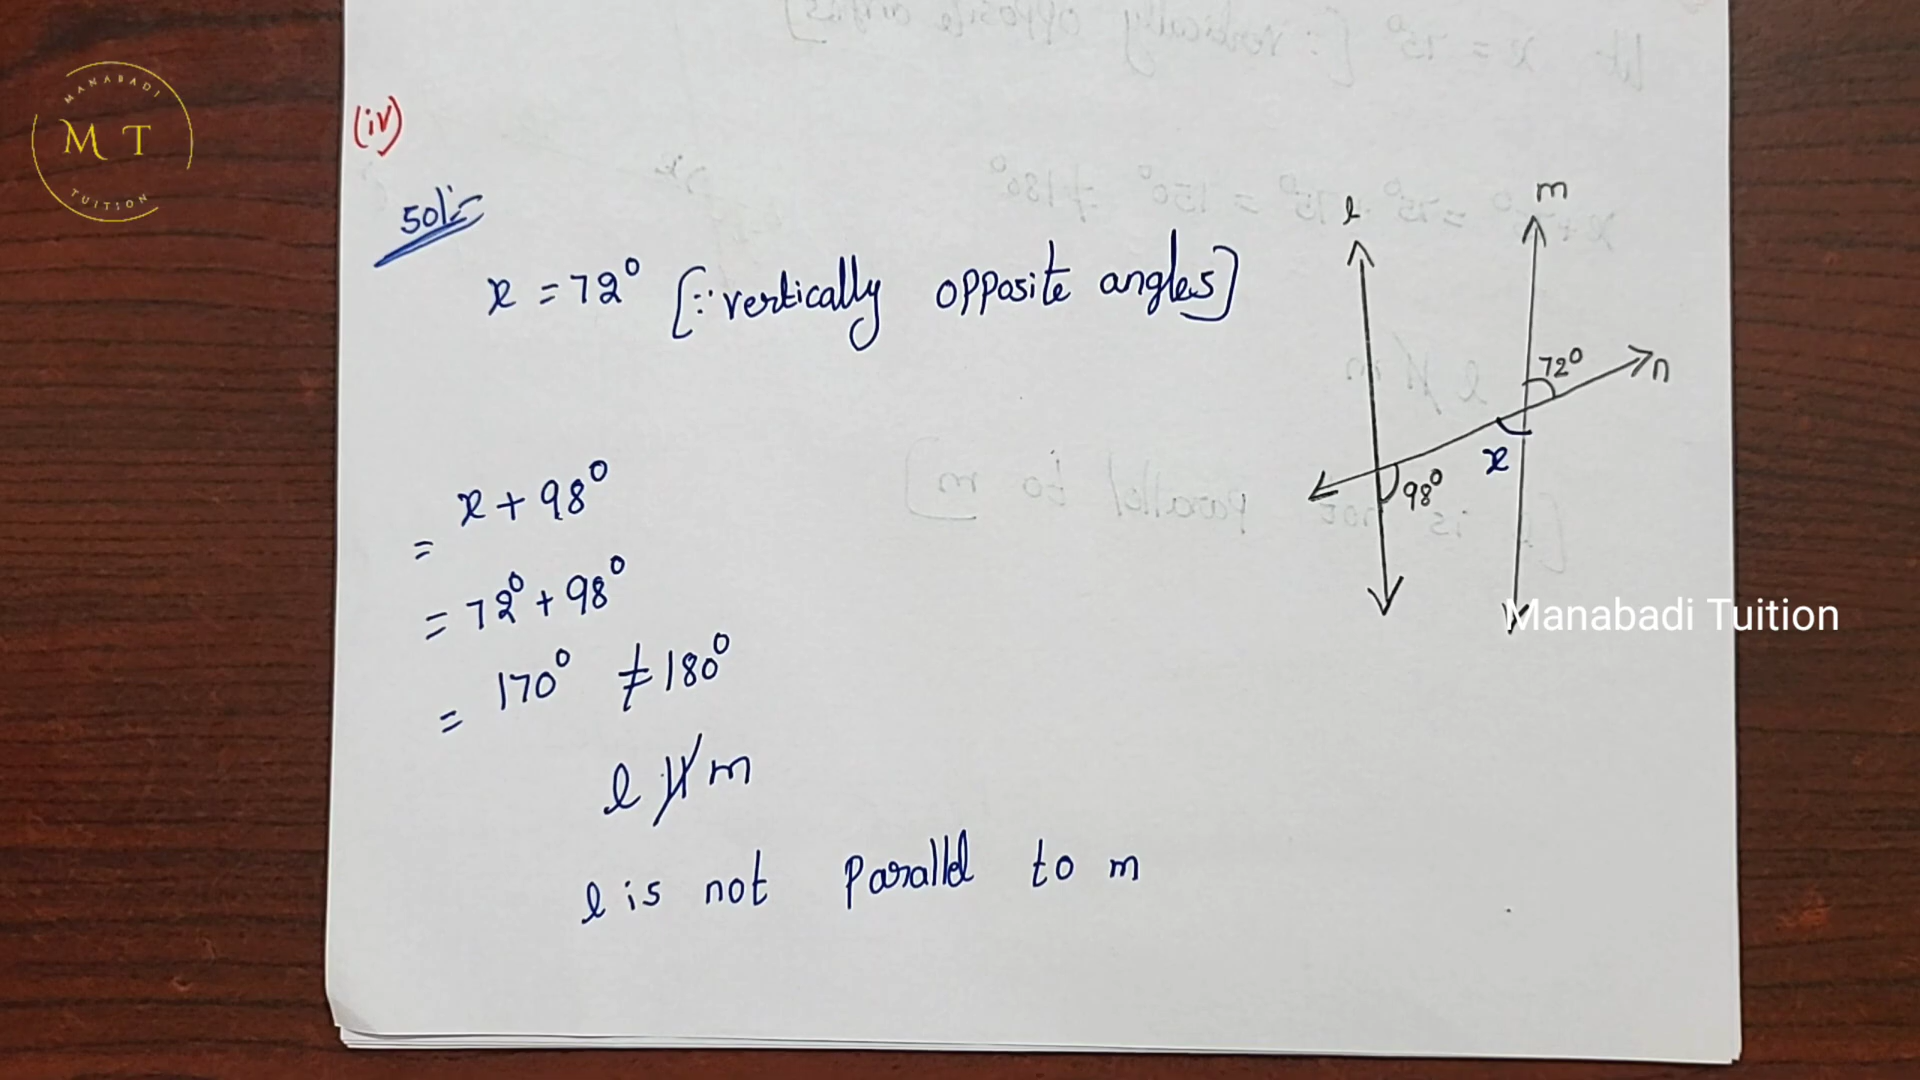 MANABADI
M T
TUITION
(iv)
Sol:-
x = 72° [∵ vertically opposite angles]
= x + 98°
= 72° + 98°
= 170° ≠ 180°
l ∦ m
l is not parallel to m
l
m
72°
n
x
98°
Manabadi Tuition